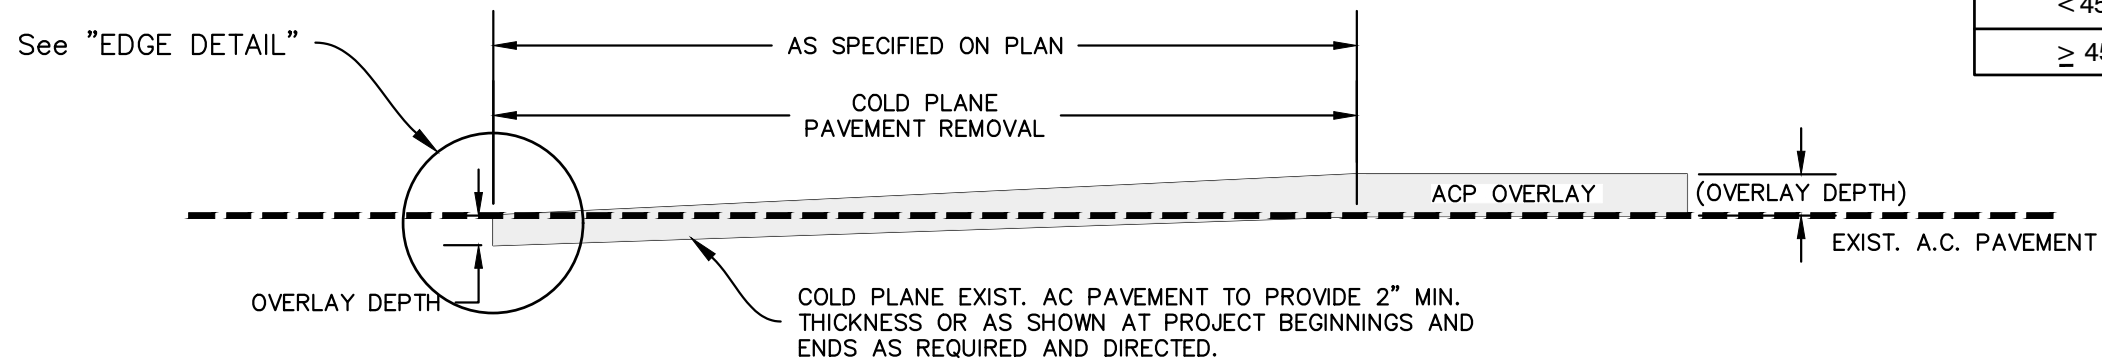 See "EDGE DETAIL"
AS SPECIFIED ON PLAN
COLD PLANE
PAVEMENT REMOVAL
<45
≥ 45
ACP OVERLAY
(OVERLAY DEPTH)
EXIST. A.C. PAVEMENT
OVERLAY DEPTH
COLD PLANE EXIST. AC PAVEMENT TO PROVIDE 2" MIN.
THICKNESS OR AS SHOWN AT PROJECT BEGINNINGS AND
ENDS AS REQUIRED AND DIRECTED.